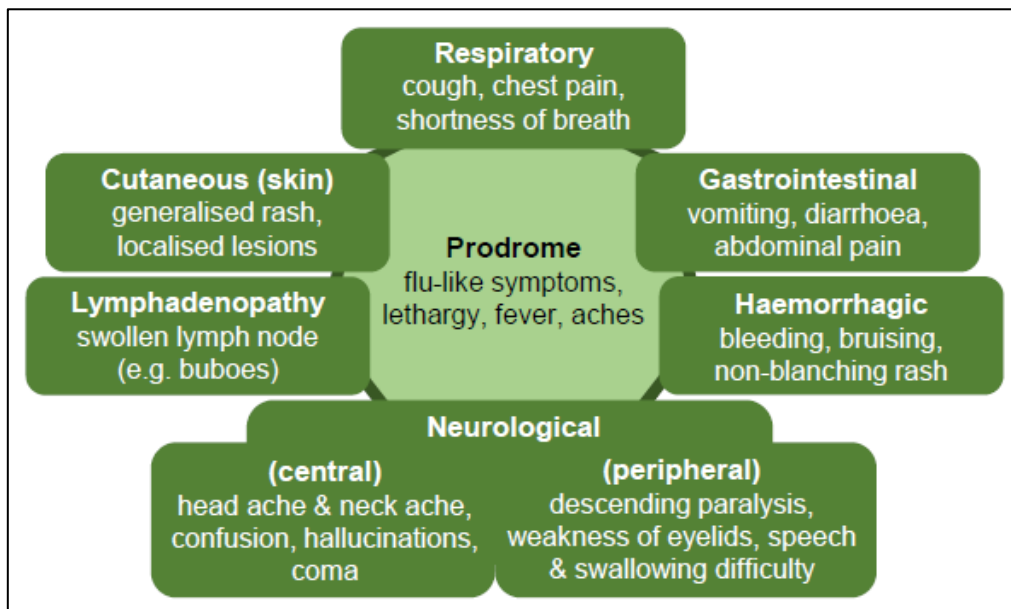 Respiratory
cough, chest pain,
shortness of breath
Cutaneous (skin)
generalised rash,
localised lesions
Gastrointestinal
vomiting, diarrhoea,
abdominal pain
Prodrome
flu-like symptoms,
lethargy, fever, aches
Lymphadenopathy
swollen lymph node
(e.g. buboes)
Haemorrhagic
bleeding, bruising,
non-blanching rash
Neurological
(central)
head ache & neck ache,
confusion, hallucinations,
coma
(peripheral)
descending paralysis,
weakness of eyelids, speech
& swallowing difficulty